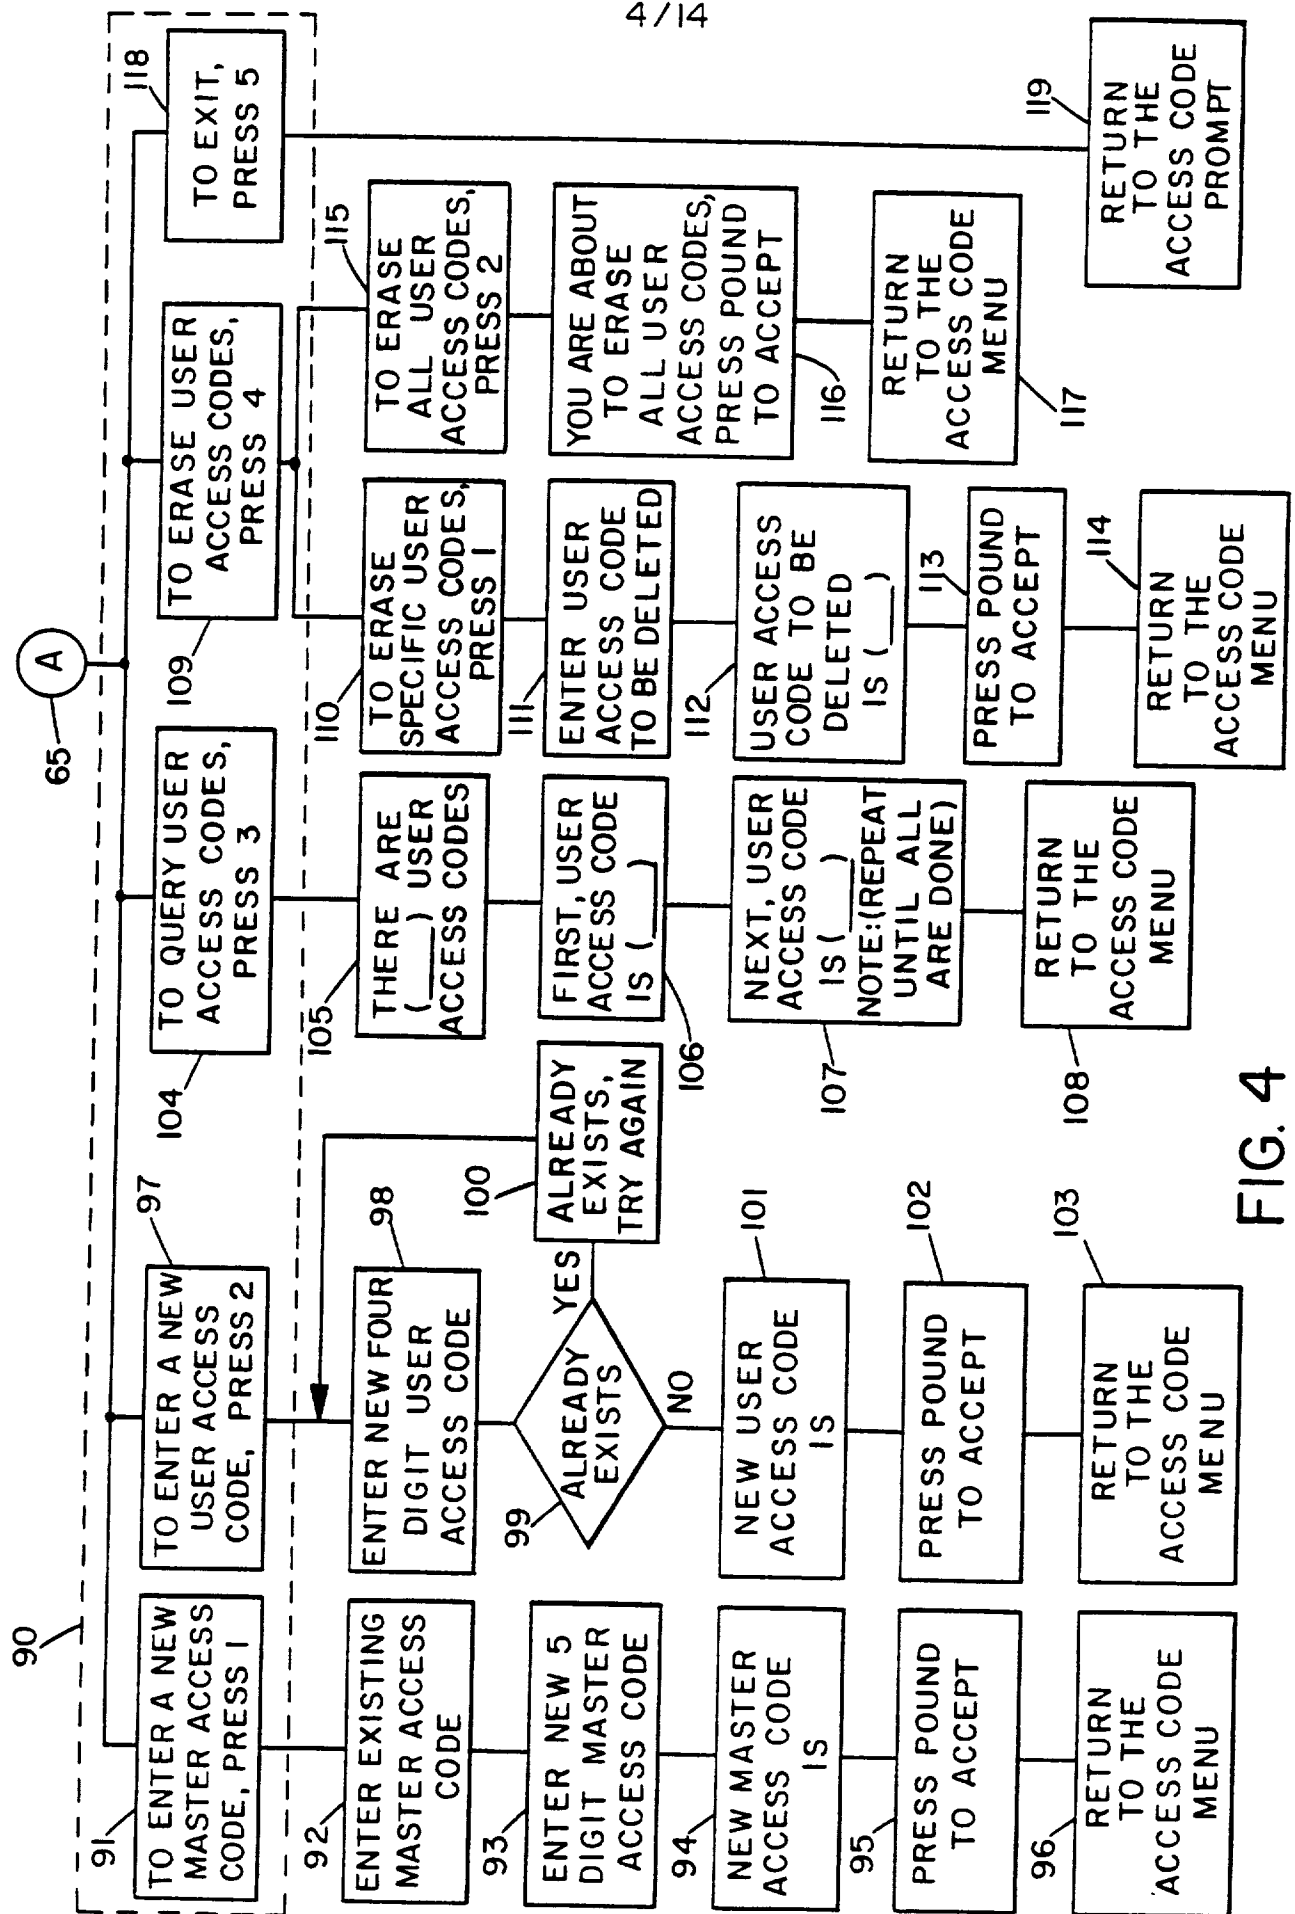 4/14
A
65
90
91
TO ENTER A NEW
MASTER ACCESS
CODE, PRESS 1
92
ENTER EXISTING
MASTER ACCESS
CODE
93
ENTER NEW 5
DIGIT MASTER
ACCESS CODE
94
NEW MASTER
ACCESS CODE
IS
95
PRESS POUND
TO ACCEPT
96
RETURN
TO THE
ACCESS CODE
MENU
97
TO ENTER A NEW
USER ACCESS
CODE, PRESS 2
98
ENTER NEW FOUR
DIGIT USER
ACCESS CODE
99
ALREADY
EXISTS
YES
NO
100
ALREADY
EXISTS,
TRY AGAIN
101
NEW USER
ACCESS CODE
IS
102
PRESS POUND
TO ACCEPT
103
RETURN
TO THE
ACCESS CODE
MENU
104
TO QUERY USER
ACCESS CODES,
PRESS 3
105
THERE ARE
(___) USER
ACCESS CODES
106
FIRST, USER
ACCESS CODE
IS (___)
107
NEXT, USER
ACCESS CODE
IS (___)
NOTE:(REPEAT
UNTIL ALL
ARE DONE)
108
RETURN
TO THE
ACCESS CODE
MENU
109
TO ERASE USER
ACCESS CODES,
PRESS 4
110
TO ERASE
SPECIFIC USER
ACCESS CODES,
PRESS 1
111
ENTER USER
ACCESS CODE
TO BE DELETED
112
USER ACCESS
CODE TO BE
DELETED
IS (___)
113
PRESS POUND
TO ACCEPT
114
RETURN
TO THE
ACCESS CODE
MENU
115
TO ERASE
ALL USER
ACCESS CODES,
PRESS 2
116
YOU ARE ABOUT
TO ERASE
ALL USER
ACCESS CODES,
PRESS POUND
TO ACCEPT
117
RETURN
TO THE
ACCESS CODE
MENU
118
TO EXIT,
PRESS 5
119
RETURN
TO THE
ACCESS CODE
PROMPT
FIG. 4